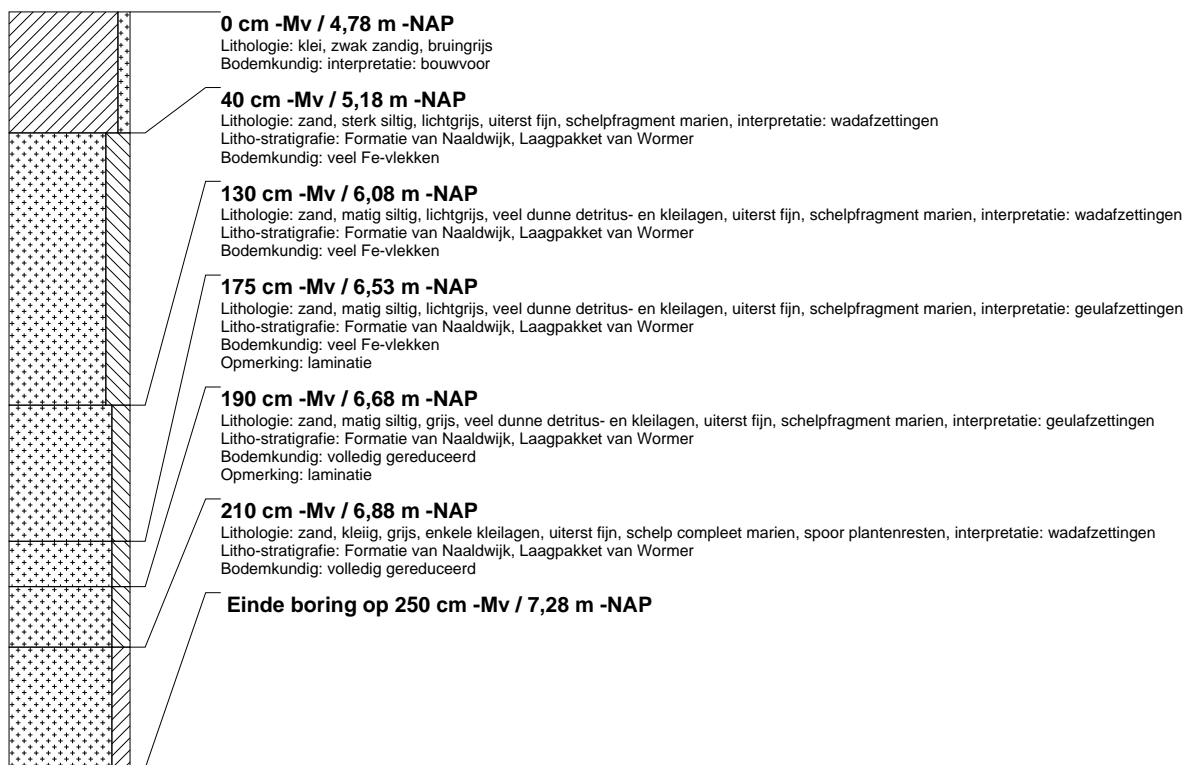 0 cm -Mv / 4,78 m -NAP
Lithologie: klei, zwak zandig, bruingrijs
Bodemkundig: interpretatie: bouwvoor
40 cm -Mv / 5,18 m -NAP
Lithologie: zand, sterk siltig, lichtgrijs, uiterst fijn, schelpfragment marien, interpretatie: wadafzettingen
Litho-stratigrafie: Formatie van Naaldwijk, Laagpakket van Wormer
Bodemkundig: veel Fe-vlekken
130 cm -Mv / 6,08 m -NAP
Lithologie: zand, matig siltig, lichtgrijs, veel dunne detritus- en kleilagen, uiterst fijn, schelpfragment marien, interpretatie: wadafzettingen
Litho-stratigrafie: Formatie van Naaldwijk, Laagpakket van Wormer
Bodemkundig: veel Fe-vlekken
175 cm -Mv / 6,53 m -NAP
Lithologie: zand, matig siltig, lichtgrijs, veel dunne detritus- en kleilagen, uiterst fijn, schelpfragment marien, interpretatie: geulafzettingen
Litho-stratigrafie: Formatie van Naaldwijk, Laagpakket van Wormer
Bodemkundig: veel Fe-vlekken
Opmerking: laminatie
190 cm -Mv / 6,68 m -NAP
Lithologie: zand, matig siltig, grijs, veel dunne detritus- en kleilagen, uiterst fijn, schelpfragment marien, interpretatie: geulafzettingen
Litho-stratigrafie: Formatie van Naaldwijk, Laagpakket van Wormer
Bodemkundig: volledig gereduceerd
Opmerking: laminatie
210 cm -Mv / 6,88 m -NAP
Lithologie: zand, kleiig, grijs, enkele kleilagen, uiterst fijn, schelp compleet marien, spoor plantenresten, interpretatie: wadafzettingen
Litho-stratigrafie: Formatie van Naaldwijk, Laagpakket van Wormer
Bodemkundig: volledig gereduceerd
Einde boring op 250 cm -Mv / 7,28 m -NAP